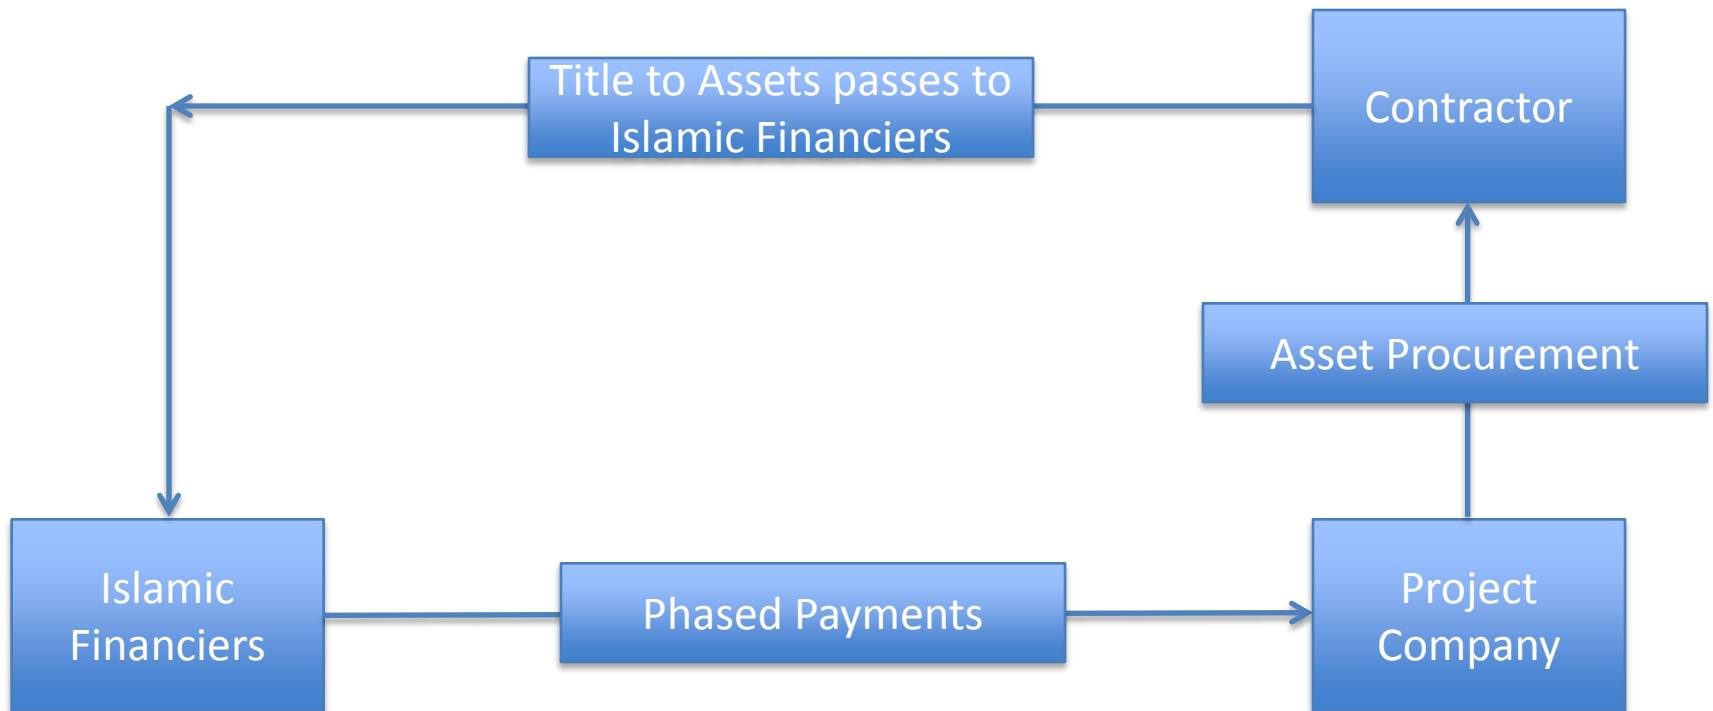 Title to Assets passes to
Islamic Financiers
Contractor
Asset Procurement
Islamic
Financiers
Phased Payments
Project
Company